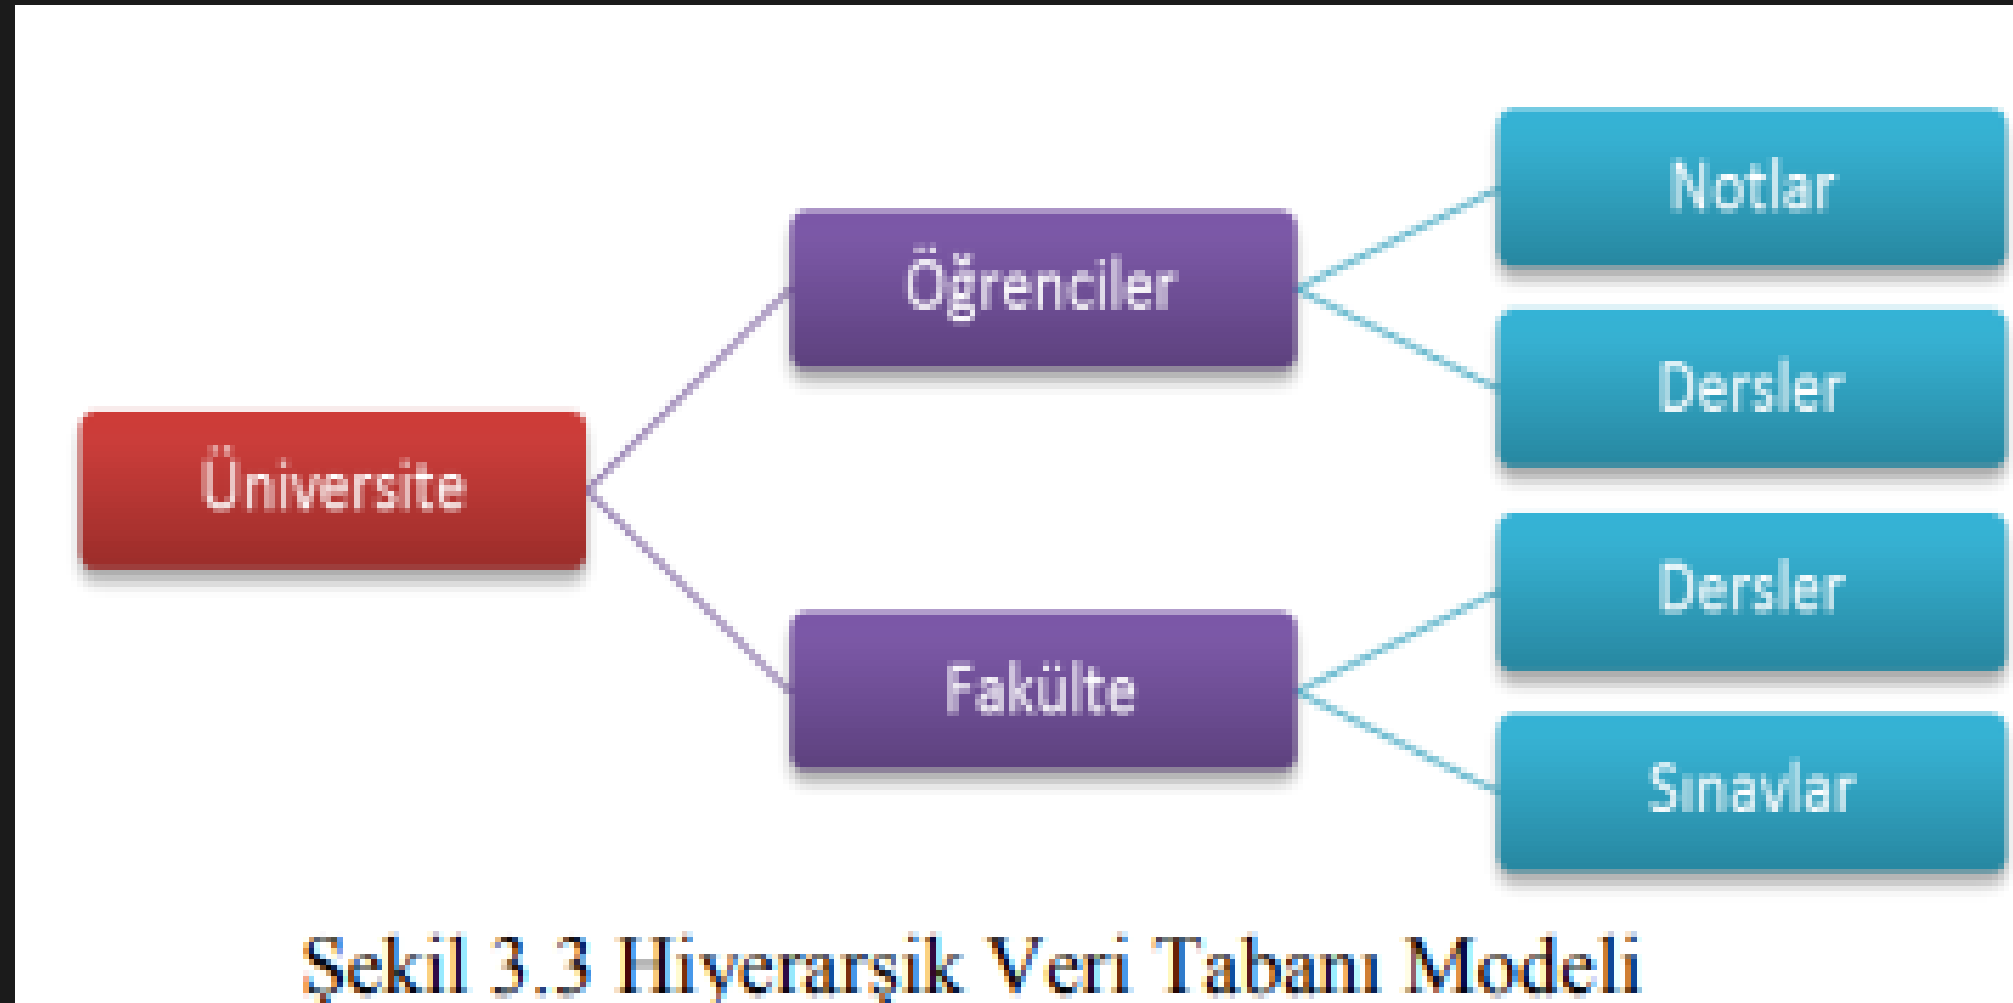 Üniversite
Öğrenciler
Notlar
Dersler
Fakülte
Dersler
Sınavlar
Şekil 3.3 Hiyerarşik Veri Tabanı Modeli